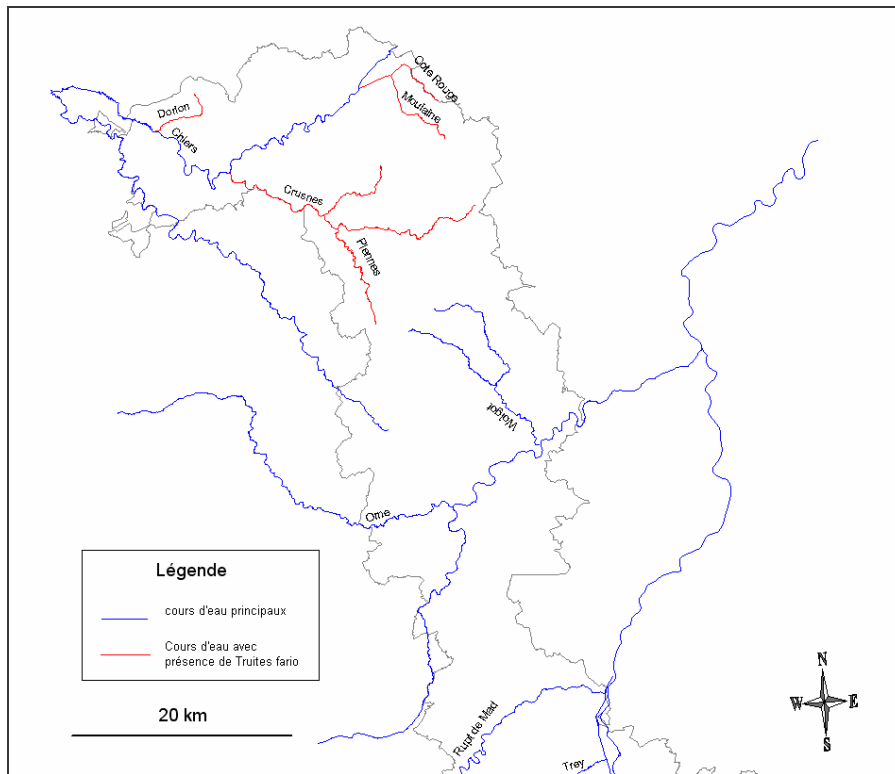 Cote Rouge
Moulaine
Dorlon
Chiers
Crusnes
Piennes
Woigot
Orne
Légende
cours d'eau principaux
Cours d'eau avec
présence de Truites fario
20 km
N
W E
S
Rupt de Mad
Trey